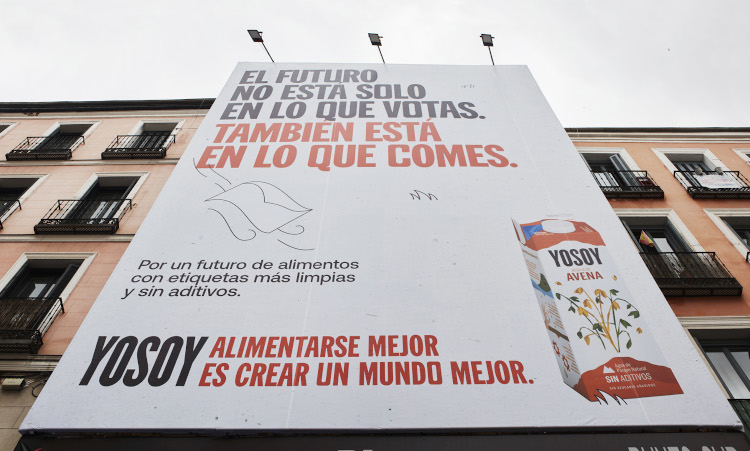 EL FUTURO
NO ESTÁ SOLO
EN LO QUE VOTAS.
TAMBIÉN ESTÁ
EN LO QUE COMES.
Por un futuro de alimentos
con etiquetas más limpias
y sin aditivos.
YOSOY
ALIMENTARSE MEJOR
ES CREAR UN MUNDO MEJOR.
YOSOY
AVENA
SIN ADITIVOS